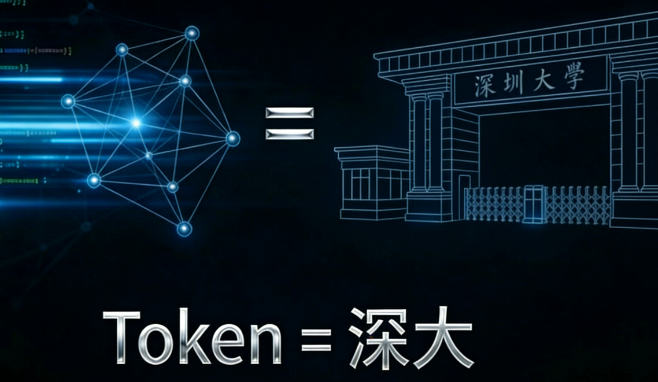 =
深圳大學
Token = 深大